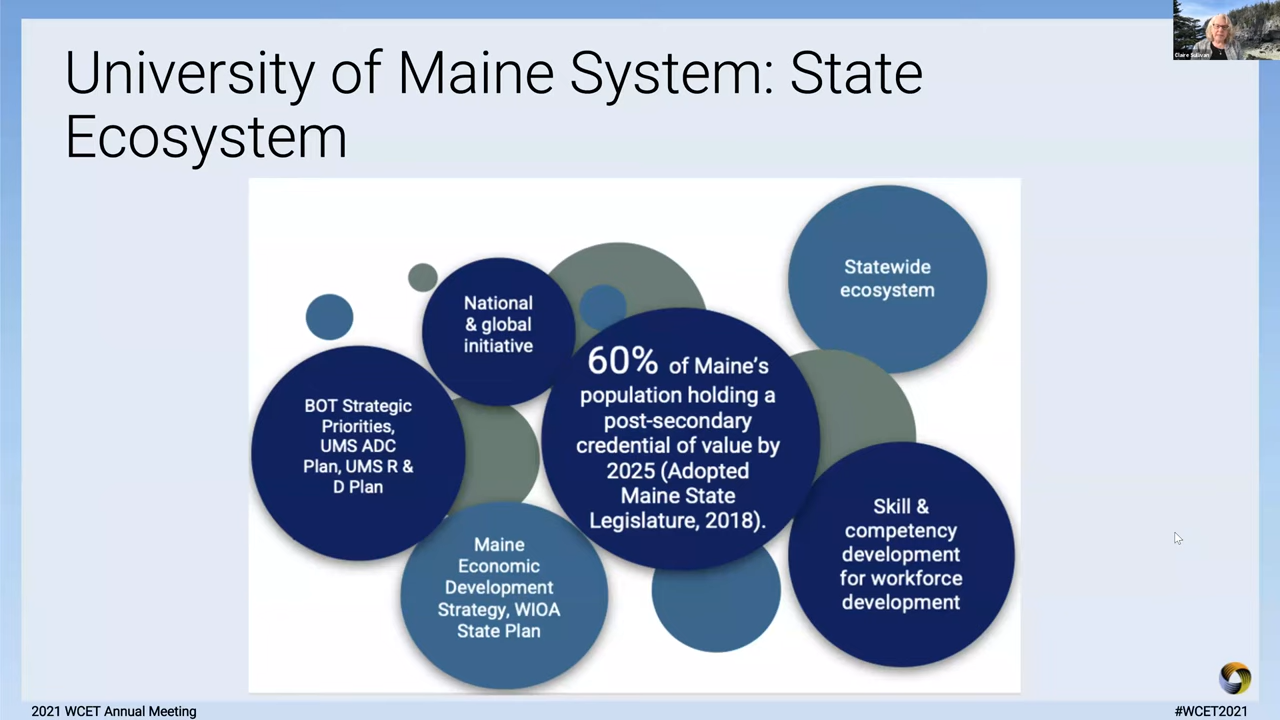 University of Maine System: State
Ecosystem
Claire Sullivan
National
& global
initiative
Statewide
ecosystem
60% of Maine's
population holding a
post-secondary
credential of value by
2025 (Adopted
Maine State
Legislature, 2018).
BOT Strategic
Priorities,
UMS ADC
Plan, UMS R &
D Plan
Maine
Economic
Development
Strategy, WIOA
State Plan
Skill &
competency
development
for workforce
development
2021 WCET Annual Meeting
#WCET2021